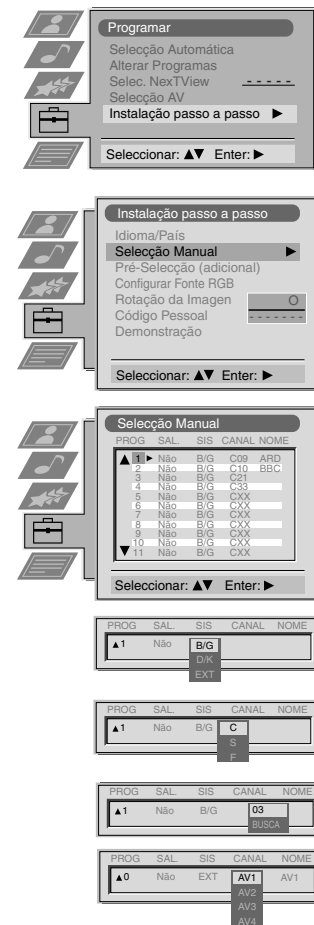 Programar
Selecção Automática
Alterar Programas
Selec. NexTView - - - - -
Selecção AV
Instalação passo a passo ▶
Seleccionar: ▲▼ Enter: ▶
Instalação passo a passo
Idioma/País
Selecção Manual ▶
Pré-Selecção (adicional)
Configurar Fonte RGB
Rotação da Imagen O
Código Pessoal - - - - - - -
Demonstração
Seleccionar: ▲▼ Enter: ▶
Selecção Manual
PROG SAL. SIS CANAL NOME
▲ 1 ▶ Não B/G C09 ARD
2 Não B/G C10 BBC
3 Não B/G C21
4 Não B/G C33
5 Não B/G CXX
6 Não B/G CXX
7 Não B/G CXX
8 Não B/G CXX
9 Não B/G CXX
10 Não B/G CXX
▼ 11 Não B/G CXX
Seleccionar: ▲▼ Enter: ▶
PROG SAL. SIS CANAL NOME
▲1 Não B/G
D/K
EXT
PROG SAL. SIS CANAL NOME
▲1 Não B/G C
S
F
PROG SAL. SIS CANAL NOME
▲1 Não B/G 03
BUSCA
PROG SAL. SIS CANAL NOME
▲0 Não EXT AV1 AV1
AV2
AV3
AV4